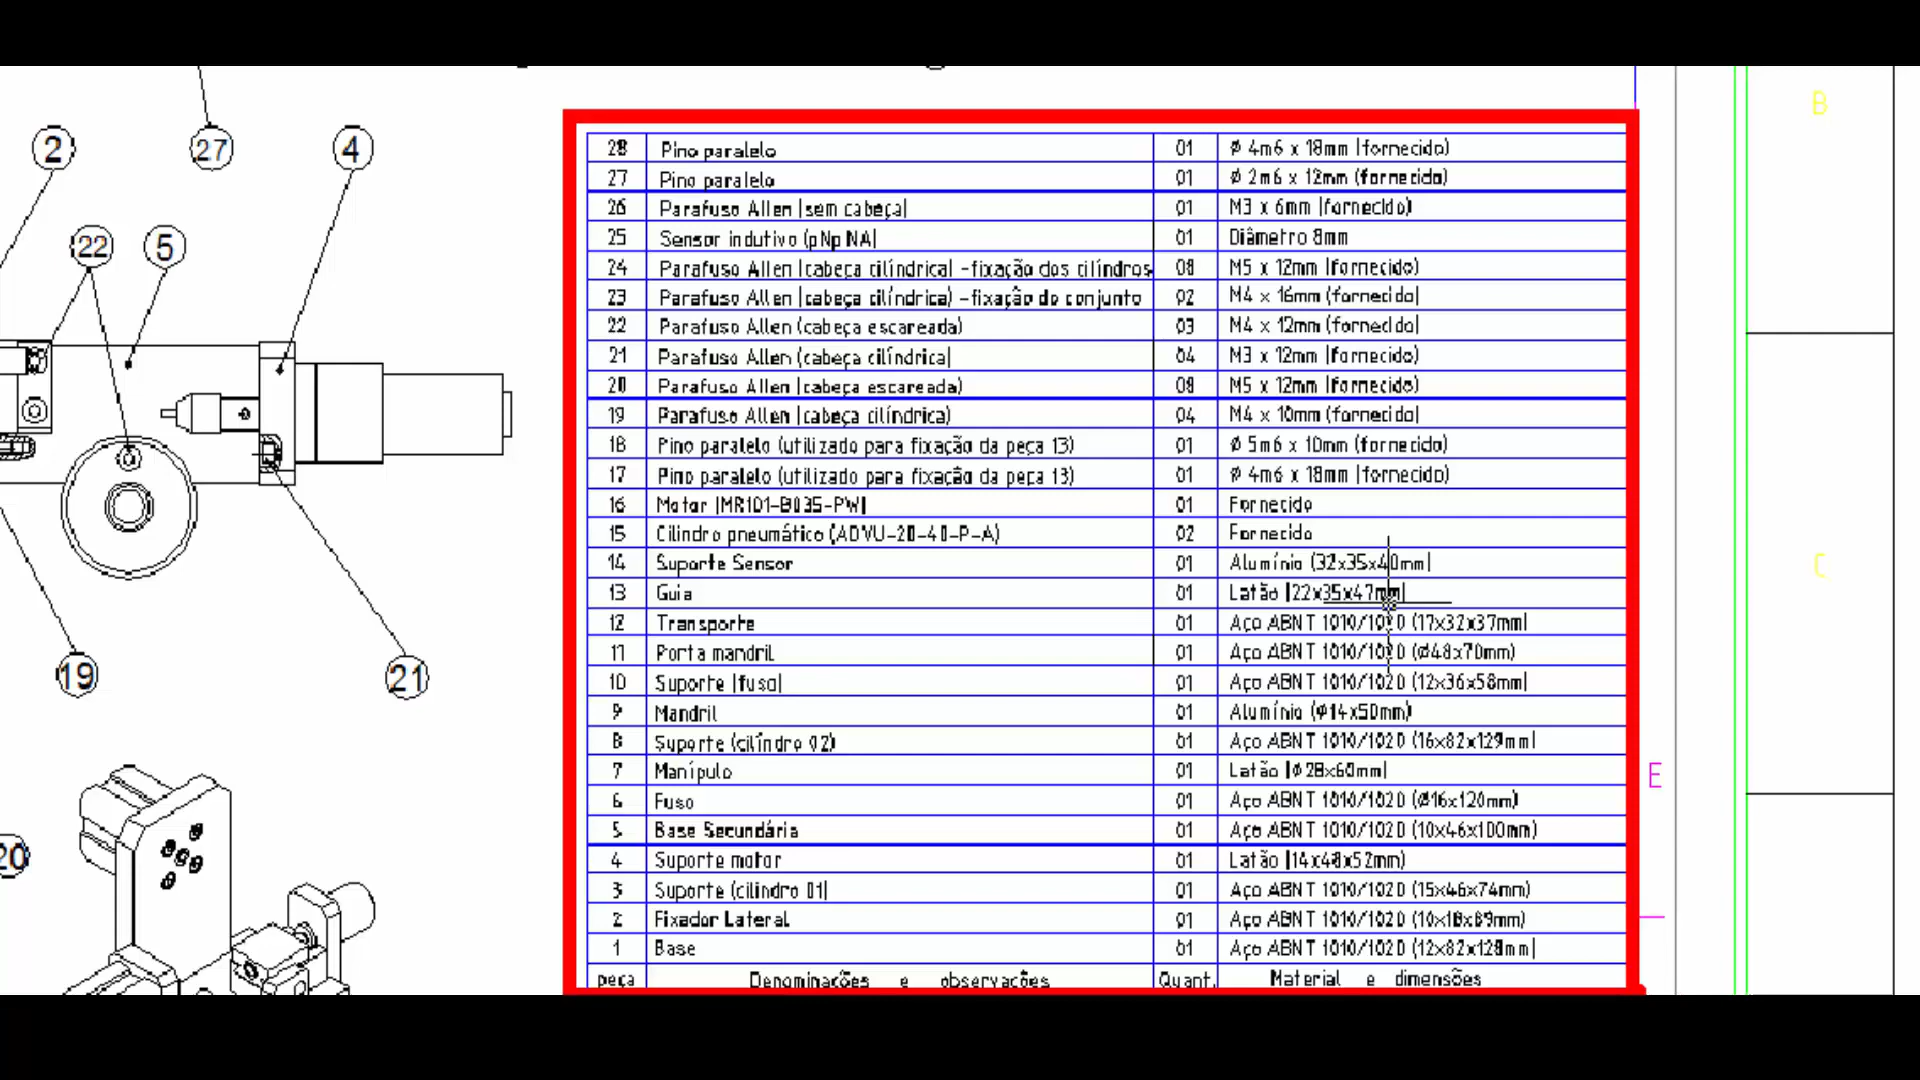 B
2
27
4
22
5
28 Pino paralelo 01 Ø 4m6 x 18mm (fornecido)
27 Pino paralelo 01 Ø 2m6 x 12mm (fornecido)
26 Parafuso Allen (sem cabeça) 01 M3 x 6mm (fornecido)
25 Sensor indutivo (pNp NA) 01 Diâmetro 8mm
24 Parafuso Allen (cabeça cilíndrica) -fixação dos cilíndros 08 M5 x 12mm (fornecido)
23 Parafuso Allen (cabeça cilíndrica) -fixação do conjunto 02 M4 x 16mm (fornecido)
22 Parafuso Allen (cabeça escareada) 03 M4 x 12mm (fornecido)
21 Parafuso Allen (cabeça cilíndrica) 04 M3 x 12mm (fornecido)
20 Parafuso Allen (cabeça escareada) 08 M5 x 12mm (fornecido)
19 Parafuso Allen (cabeça cilíndrica) 04 M4 x 10mm (fornecido)
18 Pino paralelo (utilizado para fixação da peça 13) 01 Ø 5m6 x 10mm (fornecido)
17 Pino paralelo (utilizado para fixação da peça 13) 01 Ø 4m6 x 18mm (fornecido)
16 Motor (MR101-B035-PW) 01 Fornecido
15 Cilindro pneumático (ADVU-20-40-P-A) 02 Fornecido
14 Suporte Sensor 01 Alumínio (32x35x40mm)
13 Guia 01 Latão (22x35x47mm)
12 Transporte 01 Aço ABNT 1010/1020 (17x32x37mm)
11 Porta mandril 01 Aço ABNT 1010/1020 (Ø48x70mm)
10 Suporte (fuso) 01 Aço ABNT 1010/1020 (12x36x58mm)
9 Mandril 01 Alumínio (Ø14x50mm)
8 Suporte (cilíndro 02) 01 Aço ABNT 1010/1020 (16x82x129mm)
7 Manípulo 01 Latão (Ø28x60mm)
6 Fuso 01 Aço ABNT 1010/1020 (Ø16x120mm)
5 Base Secundária 01 Aço ABNT 1010/1020 (10x46x100mm)
4 Suporte motor 01 Latão (14x48x52mm)
3 Suporte (cilindro 01) 01 Aço ABNT 1010/1020 (15x46x74mm)
2 Fixador Lateral 01 Aço ABNT 1010/1020
1 Base 01 Aço ABNT 1010/1020 (12x82x128mm)
peça Denominações e observações Quant. Material e dimensões
C
19
21
E
20